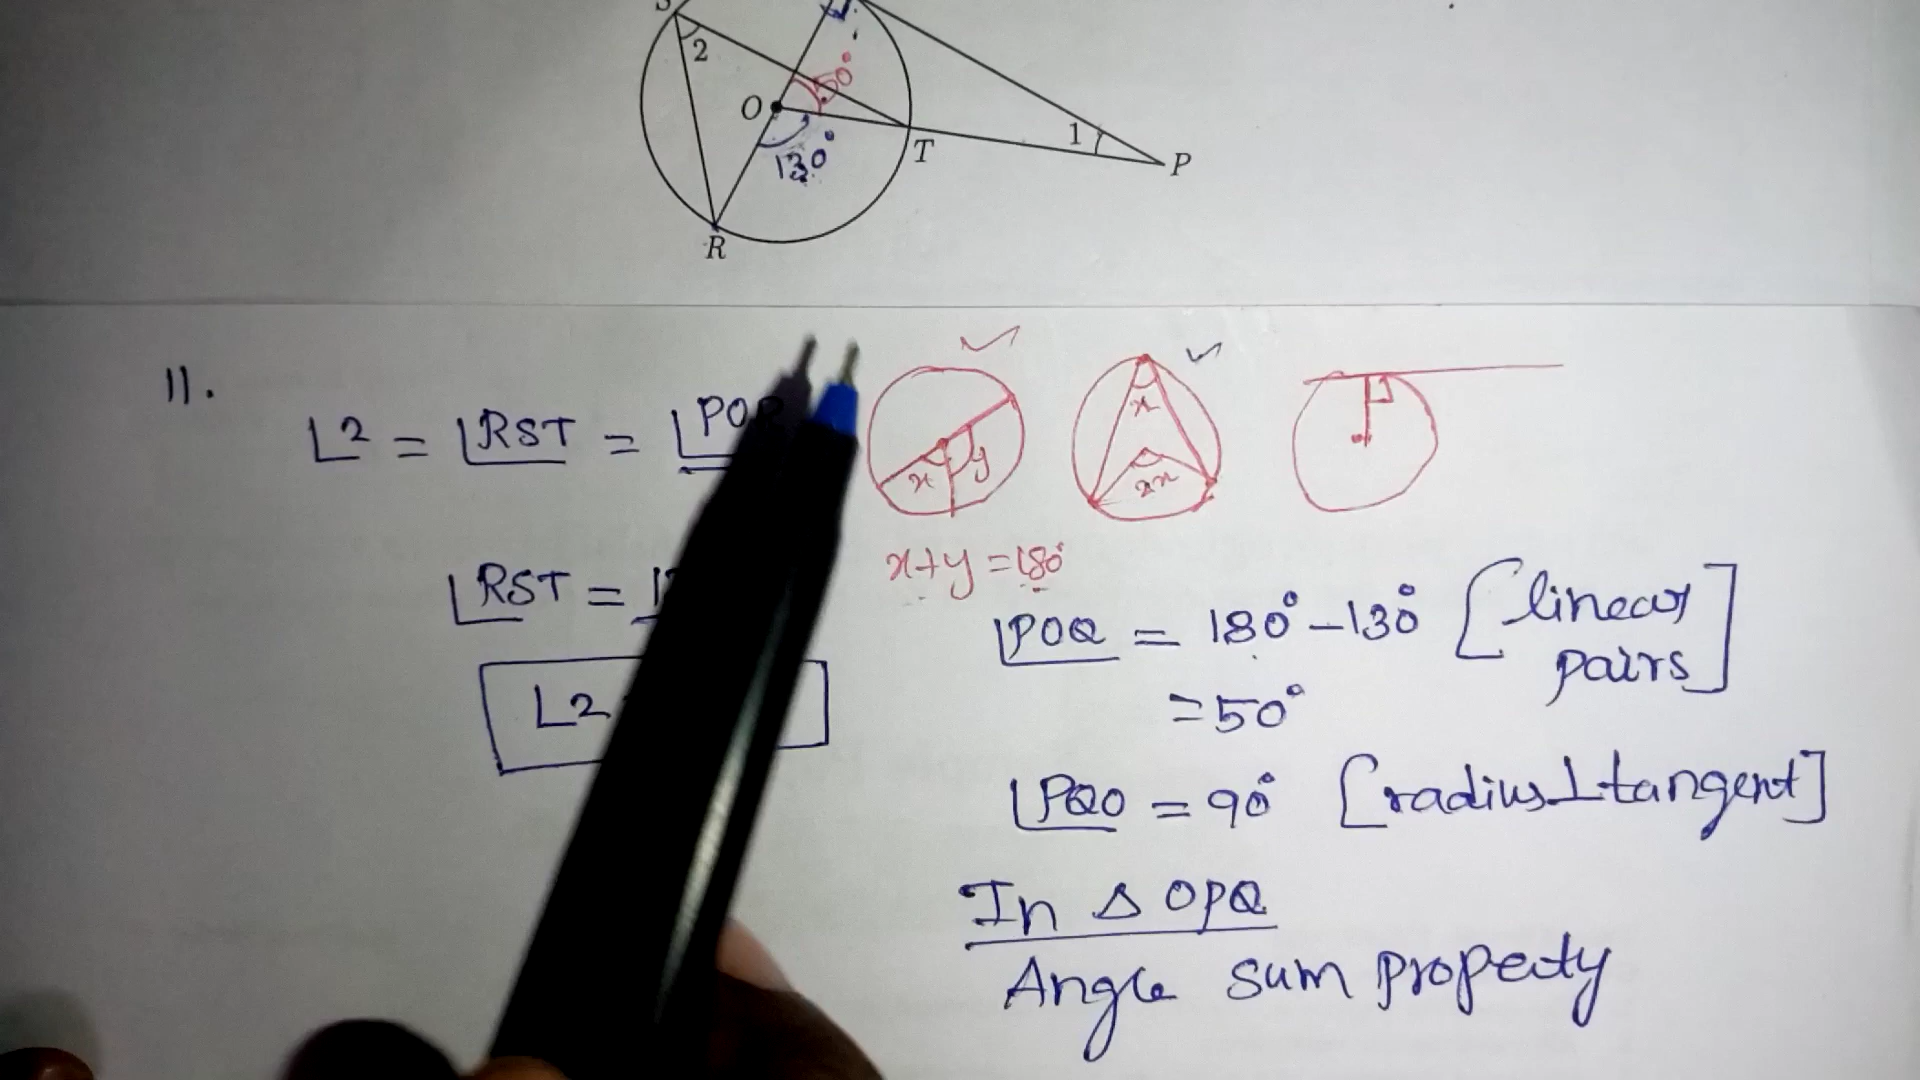 S
2
50°
O
130°
T
1
P
R
11.
∟2 = ∟RST =
x
y
x
2x
x+y = 180°
∟RST =
∟POQ = 180° - 130° [linear pairs]
= 50°
∟2
∟PQO = 90° [radius ⊥ tangent]
In Δ OPQ
Angle sum property